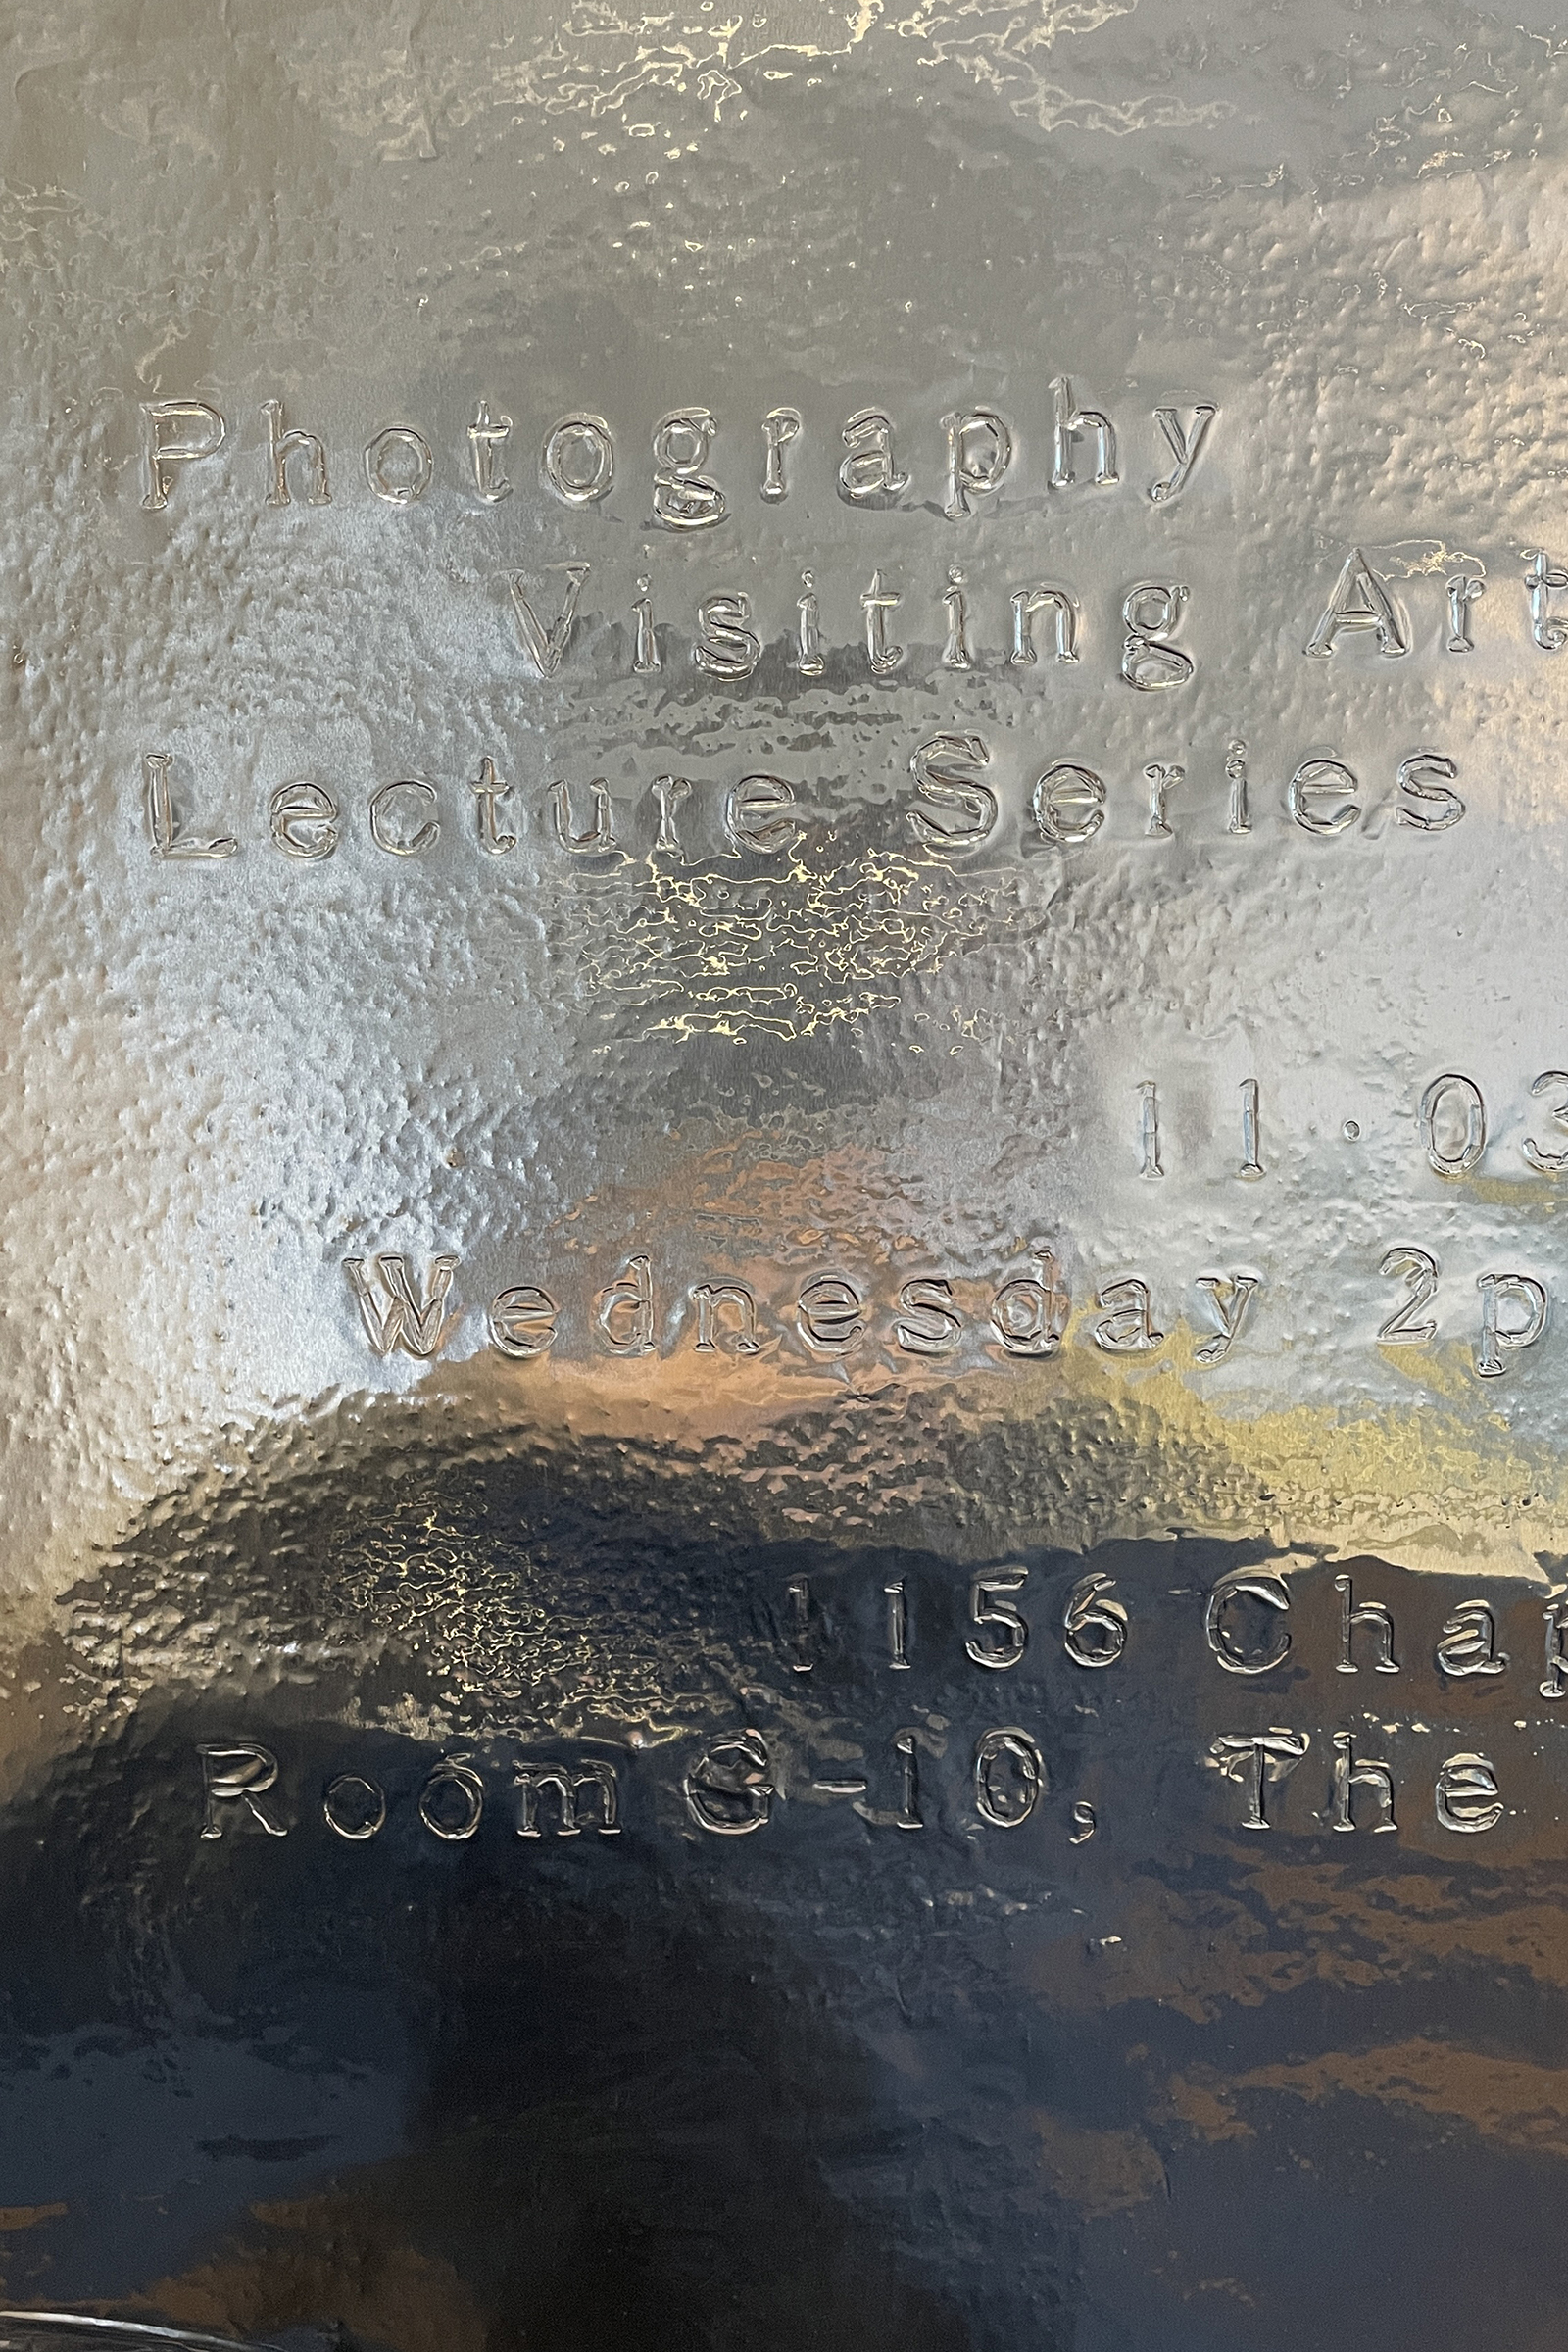 Photography
Visiting Art
Lecture Series
11·03
Wednesday 2p
1156 Chap
Room G-10, The